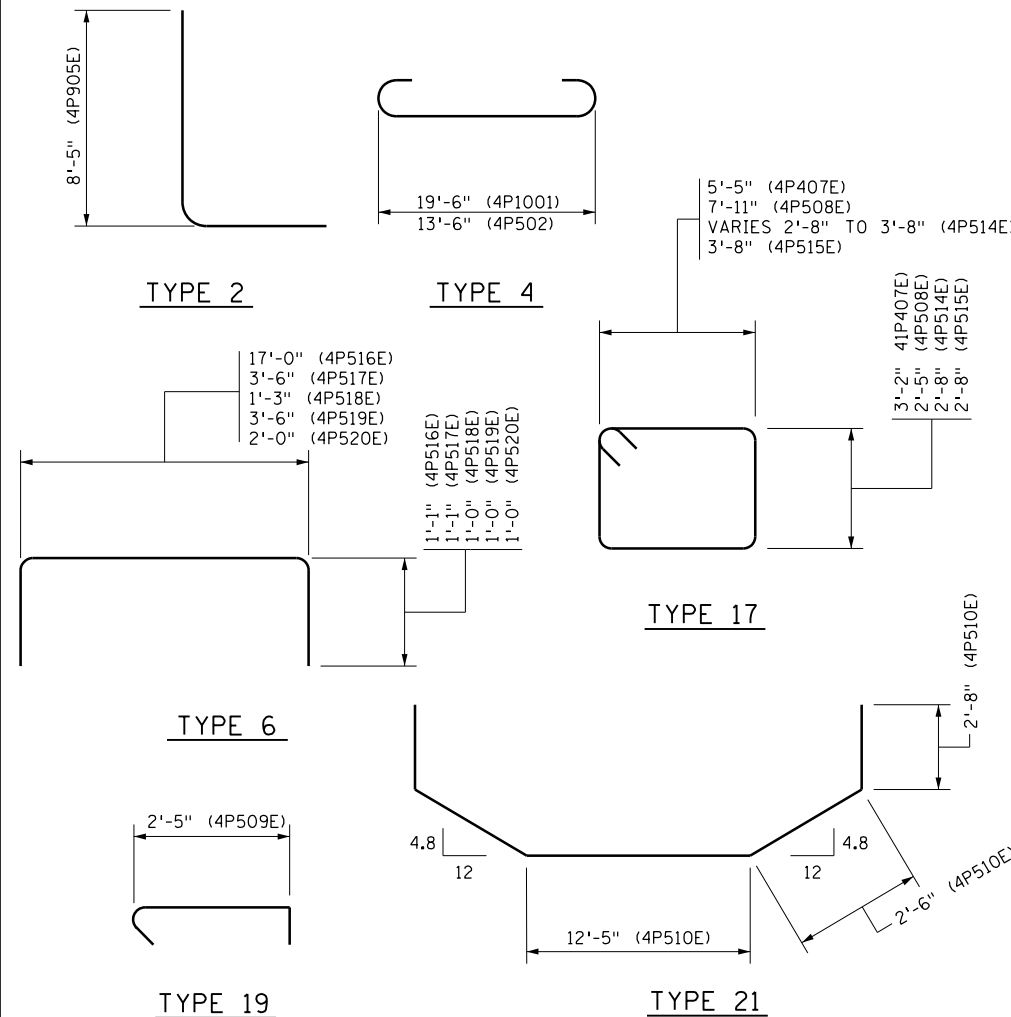 8'-5" (4P905E)
TYPE 2
19'-6" (4P1001)
13'-6" (4P502)
TYPE 4
5'-5" (4P407E)
7'-11" (4P508E)
VARIES 2'-8" TO 3'-8" (4P514E)
3'-8" (4P515E)
3'-2" 41P407E)
2'-5" (4P508E)
2'-8" (4P514E)
2'-8" (4P515E)
TYPE 17
17'-0" (4P516E)
3'-6" (4P517E)
1'-3" (4P518E)
3'-6" (4P519E)
2'-0" (4P520E)
1'-1" (4P516E)
1'-1" (4P517E)
1'-0" (4P518E)
1'-0" (4P519E)
1'-0" (4P520E)
TYPE 6
2'-5" (4P509E)
TYPE 19
2'-8" (4P510E)
4.8
12
4.8
12
2'-6" (4P510E)
12'-5" (4P510E)
TYPE 21